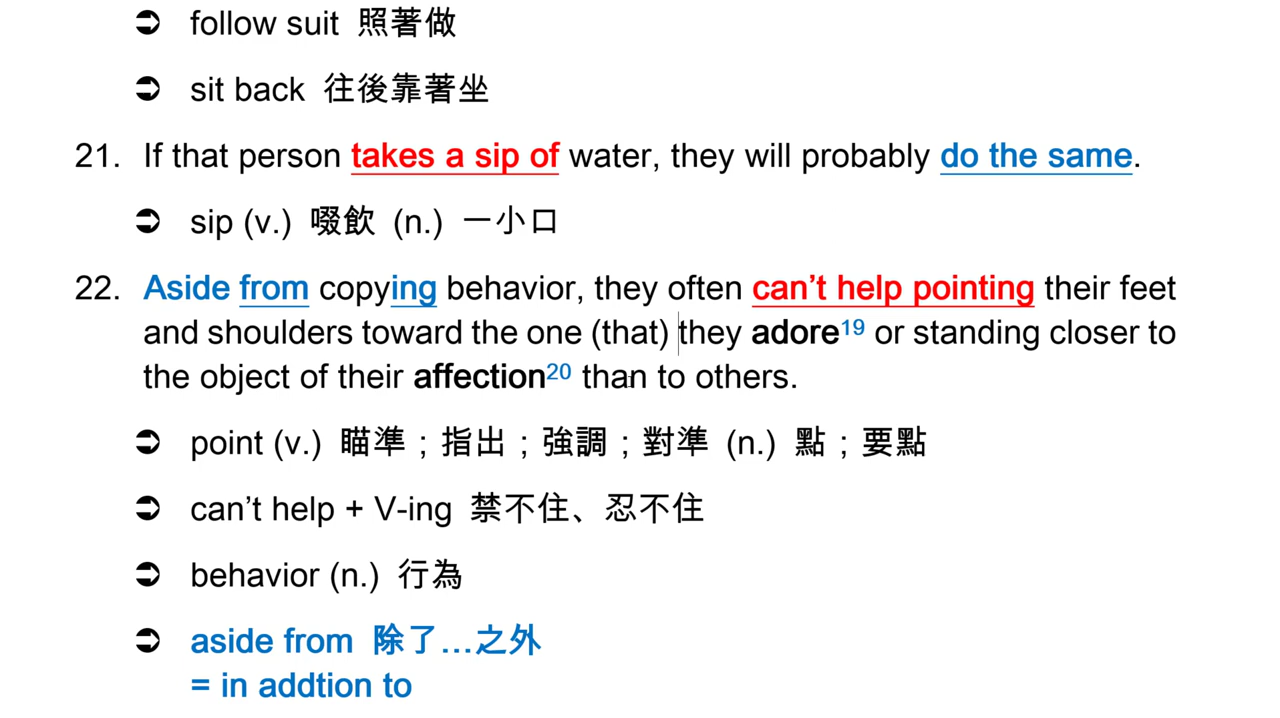 ➲ follow suit 照著做
➲ sit back 往後靠著坐
21. If that person takes a sip of water, they will probably do the same.
➲ sip (v.) 啜飲 (n.) 一小口
22. Aside from copying behavior, they often can’t help pointing their feet
and shoulders toward the one (that) they adore19 or standing closer to
the object of their affection20 than to others.
➲ point (v.) 瞄準；指出；強調；對準 (n.) 點；要點
➲ can’t help + V-ing 禁不住、忍不住
➲ behavior (n.) 行為
➲ aside from 除了…之外
= in addtion to